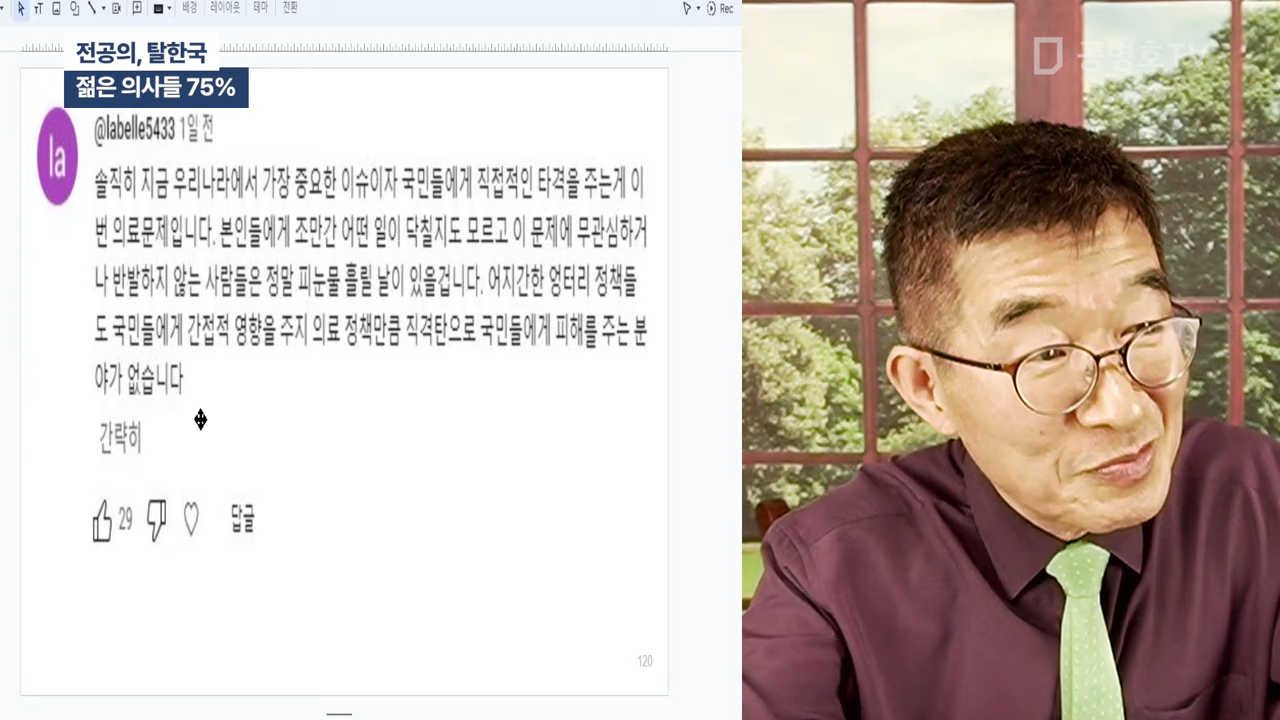 배경 레이아웃 테마 전환
Rec
전공의, 탈한국
젊은 의사들 75%
공병호TV
la
@labelle5433 1일 전
솔직히 지금 우리나라에서 가장 중요한 이슈이자 국민들에게 직접적인 타격을 주는게 이
번 의료문제입니다. 본인들에게 조만간 어떤 일이 닥칠지도 모르고 이 문제에 무관심하거
나 반발하지 않는 사람들은 정말 피눈물 흘릴 날이 있을겁니다. 어지간한 엉터리 정책들
도 국민들에게 간접적 영향을 주지 의료 정책만큼 직격탄으로 국민들에게 피해를 주는 분
야가 없습니다
간략히
29 답글
120